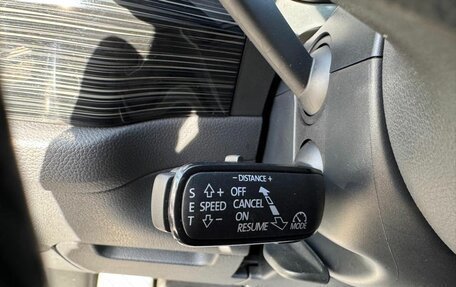 − DISTANCE +
S ⇧ + OFF
E SPEED CANCEL
T ⇩ − ON
RESUME MODE